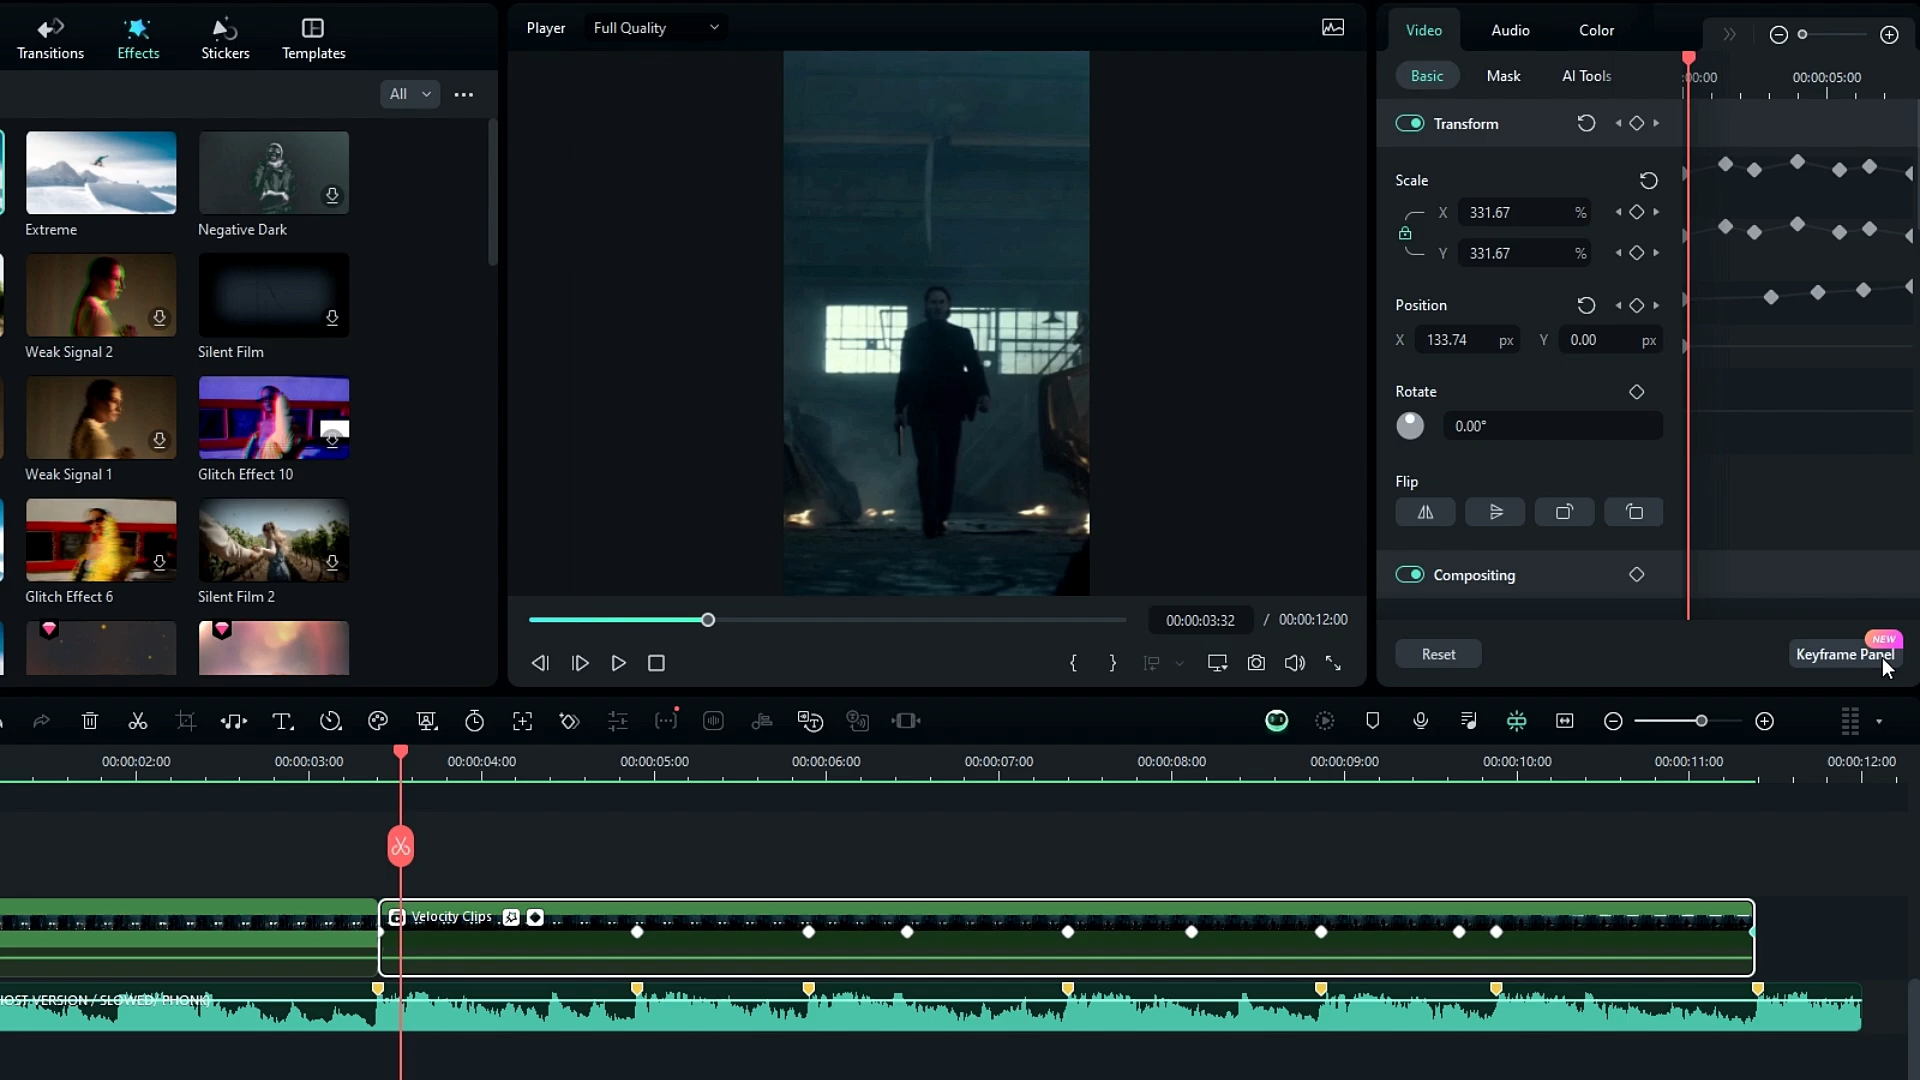 Transitions
Effects
Stickers
Templates
All
Extreme
Negative Dark
Weak Signal 2
Silent Film
Weak Signal 1
Glitch Effect 10
Glitch Effect 6
Silent Film 2
Player
Full Quality
00:00:03:32 / 00:00:12:00
Video
Audio
Color
Basic
Mask
AI Tools
Transform
Scale
X 331.67 %
Y 331.67 %
Position
X 133.74 px Y 0.00 px
Rotate
0.00°
Flip
Compositing
Reset
NEW
Keyframe Panel
:00:00 00:00:05:00
00:00:02:00 00:00:03:00 00:00:04:00 00:00:05:00 00:00:06:00 00:00:07:00 00:00:08:00 00:00:09:00 00:00:10:00 00:00:11:00 00:00:12:00
Velocity Clips
IOST VERSION / SLOWED/ PHONK)